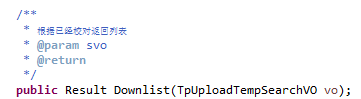 /**
 * 根据已经校对返回列表
 * @param svo
 * @return
 */
public Result Downlist(TpUploadTempSearchVO vo);